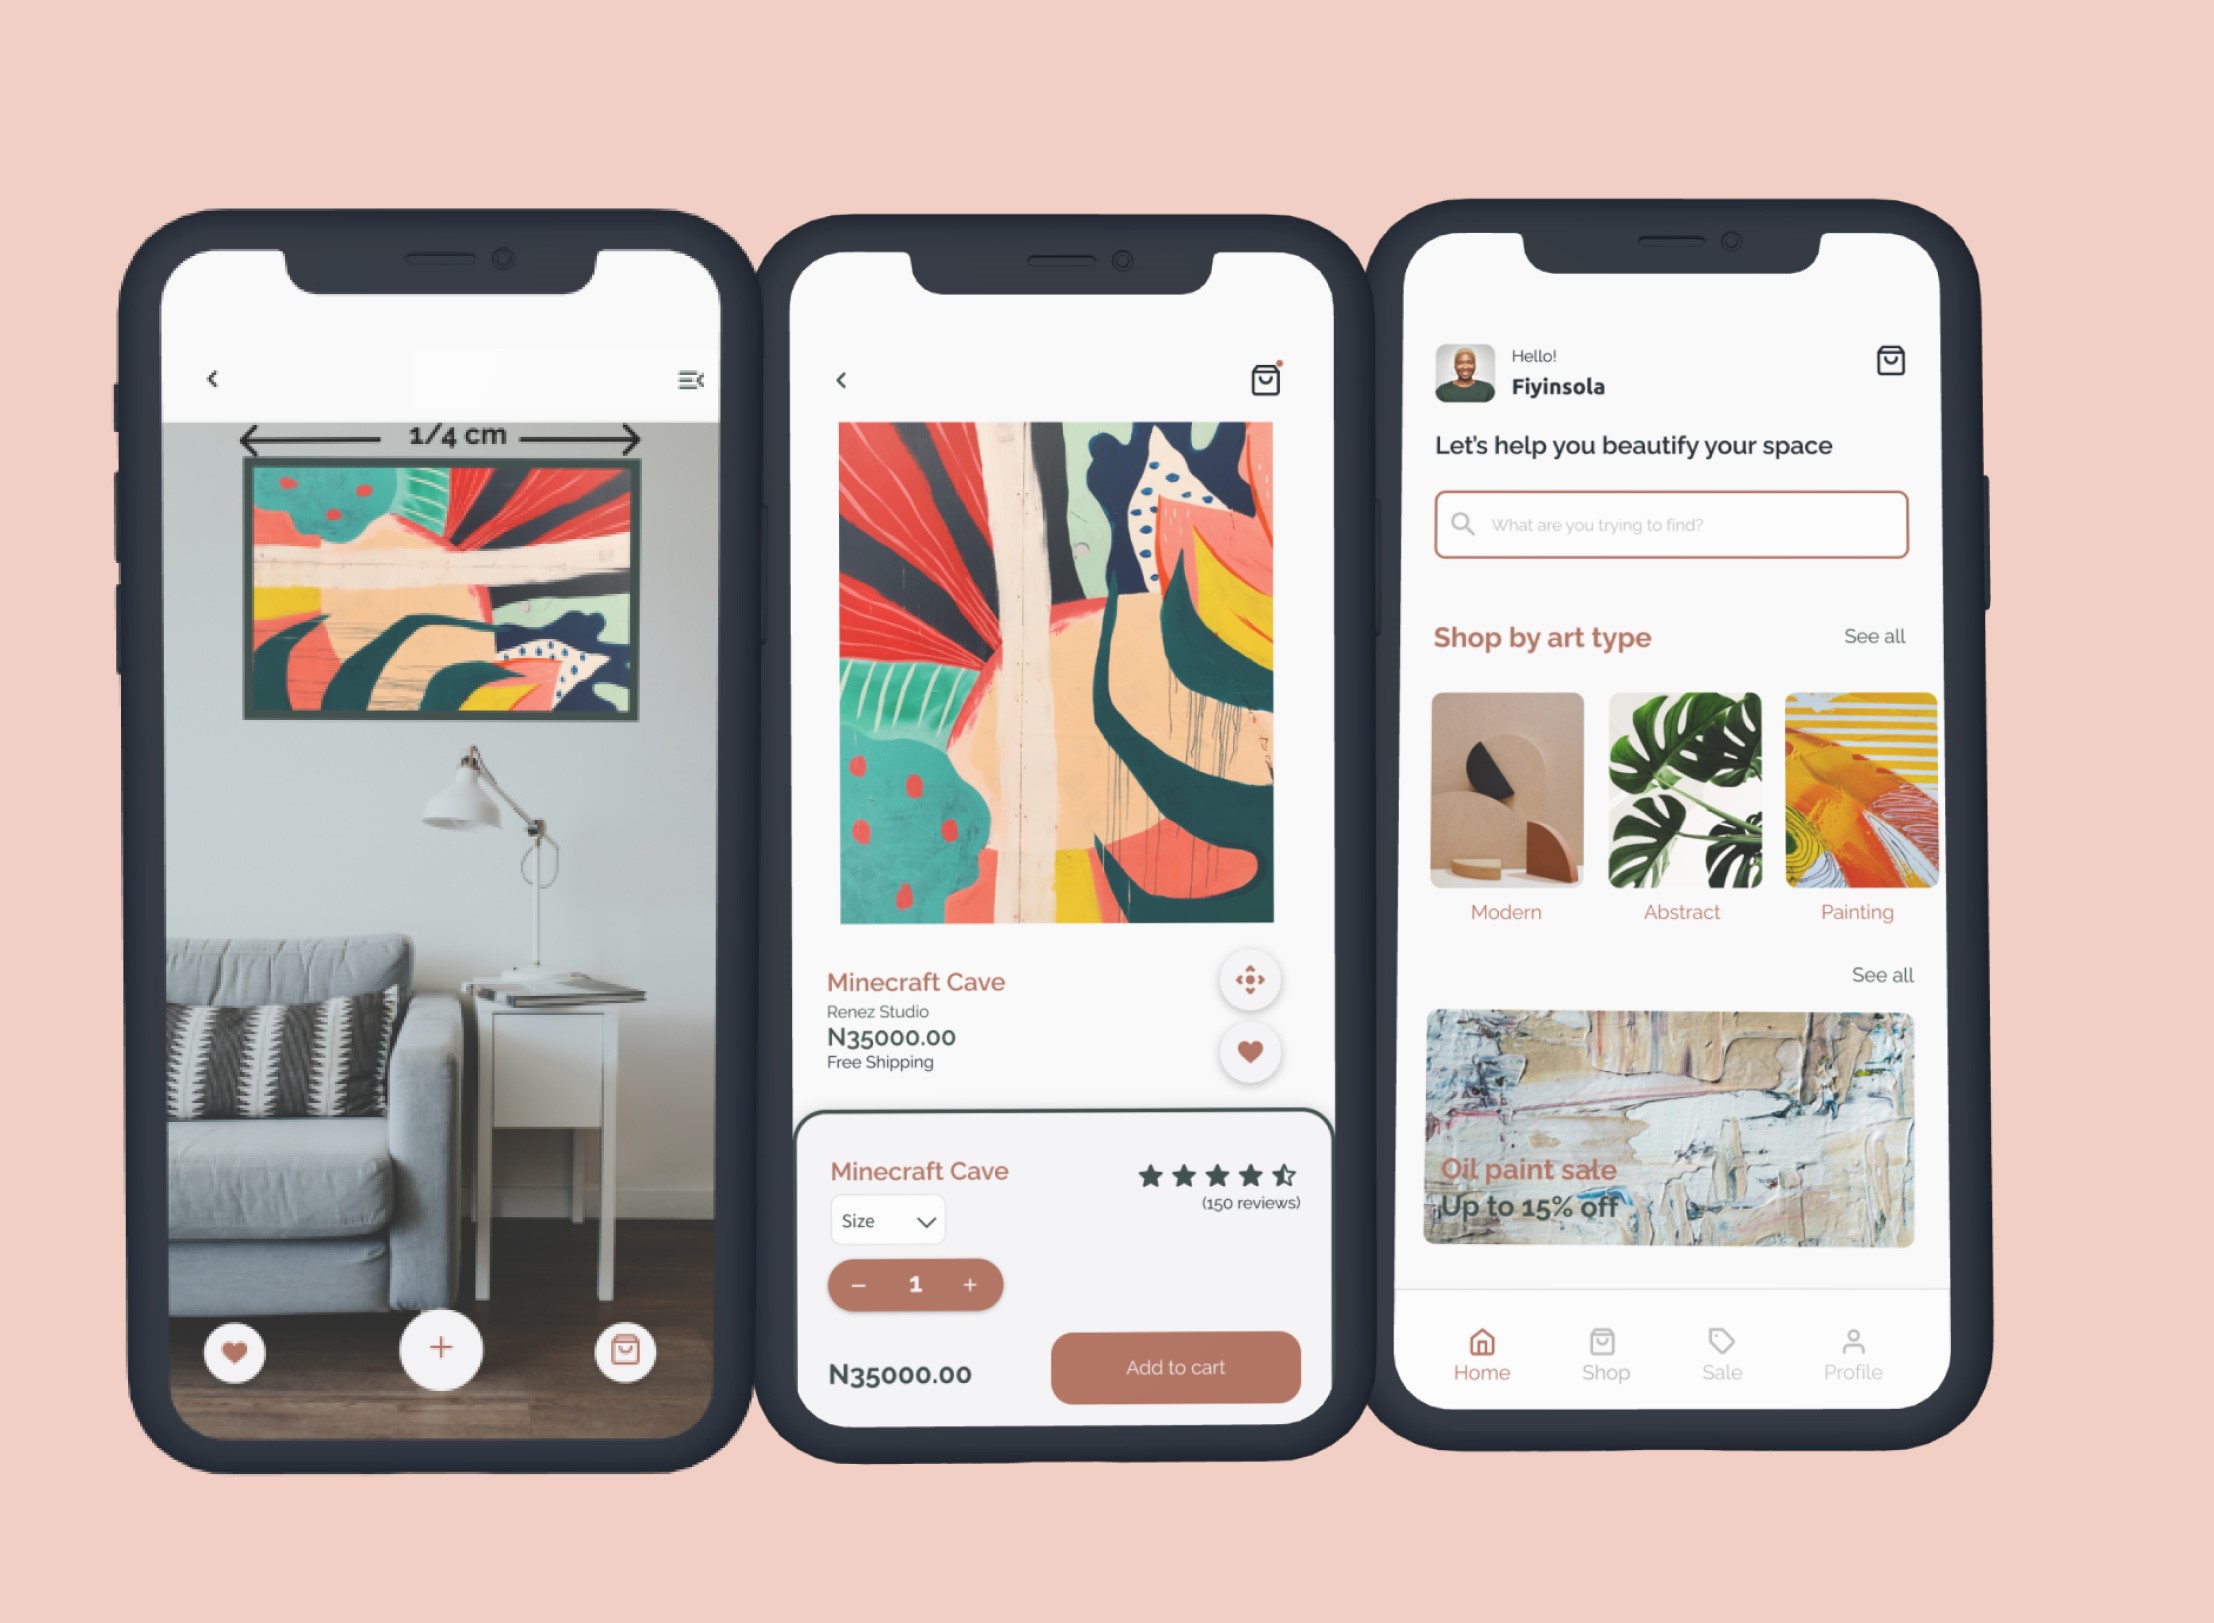 1/4 cm
Minecraft Cave
Renez Studio
N35000.00
Free Shipping
Minecraft Cave
(150 reviews)
Size
1
N35000.00
Add to cart
Hello!
Fiyinsola
Let's help you beautify your space
What are you trying to find?
Shop by art type
See all
Modern
Abstract
Painting
See all
Oil paint sale
Up to 15% off
Home
Shop
Sale
Profile